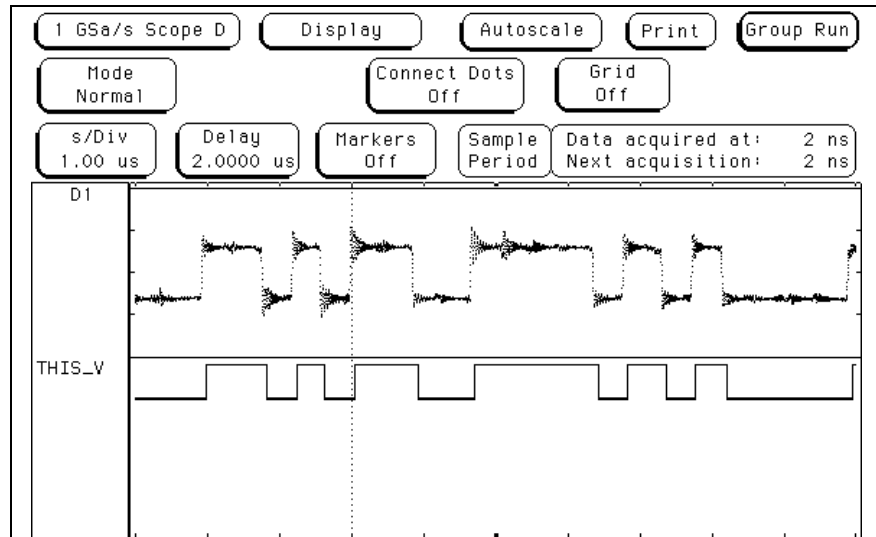 1 GSa/s Scope D Display Autoscale Print Group Run
Mode Normal Connect Dots Off Grid Off
s/Div 1.00 us Delay 2.0000 us Markers Off Sample Period Data acquired at: 2 ns
Next acquisition: 2 ns
D1
THIS_V